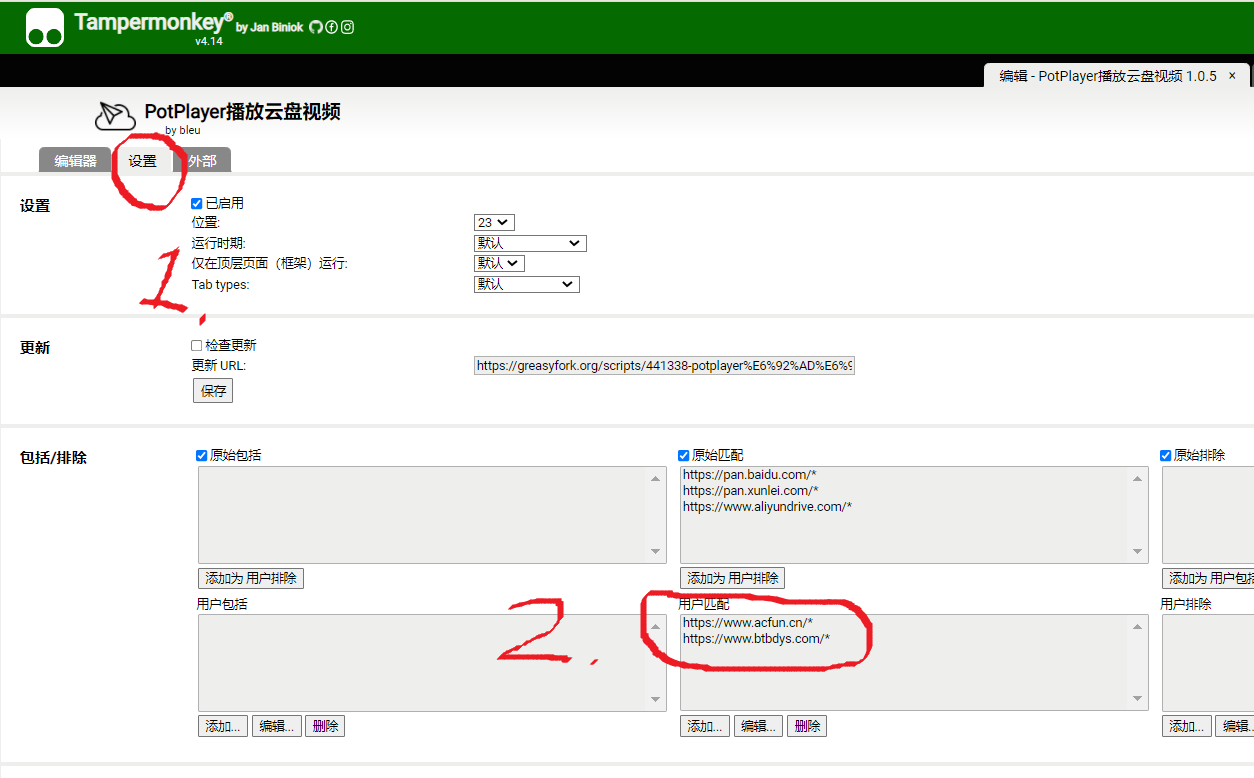 Tampermonkey® by Jan Biniok
v4.14
编辑 - PotPlayer播放云盘视频 1.0.5 ×
PotPlayer播放云盘视频
by bleu
编辑器 设置 外部
1.
设置
已启用
位置: 23
运行时期: 默认
仅在顶层页面（框架）运行: 默认
Tab types: 默认
更新
检查更新
更新 URL: https://greasyfork.org/scripts/441338-potplayer%E6%92%AD%E6%9
保存
包括/排除
原始包括 原始匹配 原始排除
https://pan.baidu.com/*
https://pan.xunlei.com/*
https://www.aliyundrive.com/*
添加为 用户排除 添加为 用户排除 添加为 用户包括
用户包括 用户匹配 用户排除
2.
https://www.acfun.cn/*
https://www.btbdys.com/*
添加... 编辑... 删除 添加... 编辑... 删除 添加... 编辑...